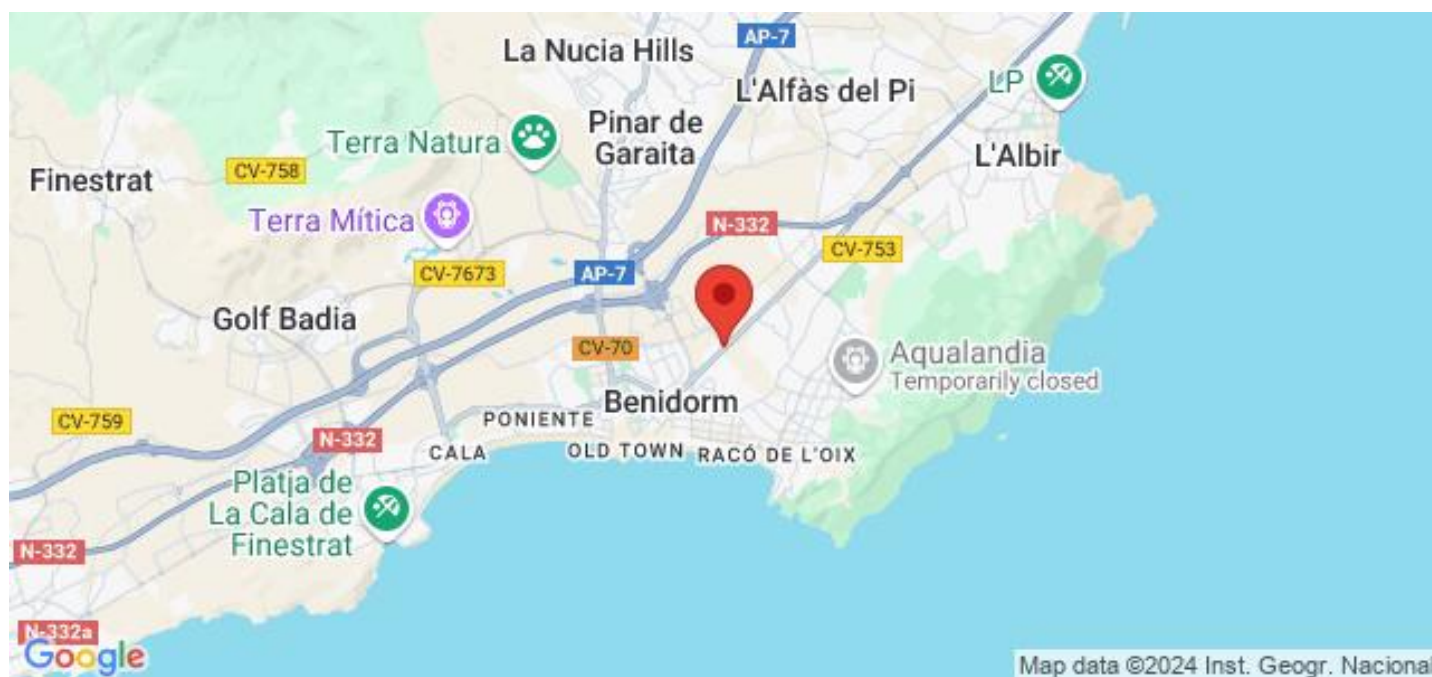 AP-7
La Nucia Hills
L'Alfàs del Pi
LP
Pinar de
Garaita
Terra Natura
L'Albir
CV-758
Finestrat
Terra Mítica
N-332
CV-753
CV-7673
AP-7
Golf Badia
CV-70
Aqualandia
Temporarily closed
Benidorm
CV-759
PONIENTE
N-332
CALA
OLD TOWN
RACÓ DE L'OIX
Platja de
La Cala de
Finestrat
N-332
N-332a
Google
Map data ©2024 Inst. Geogr. Nacional